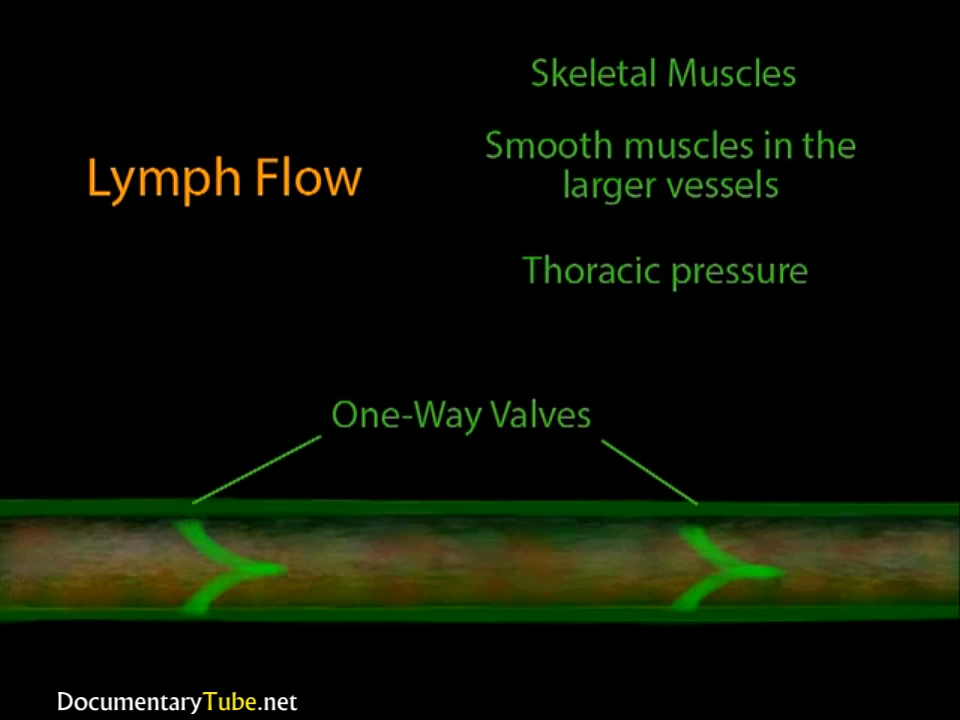 Lymph Flow
Skeletal Muscles
Smooth muscles in the
larger vessels
Thoracic pressure
One-Way Valves
DocumentaryTube.net